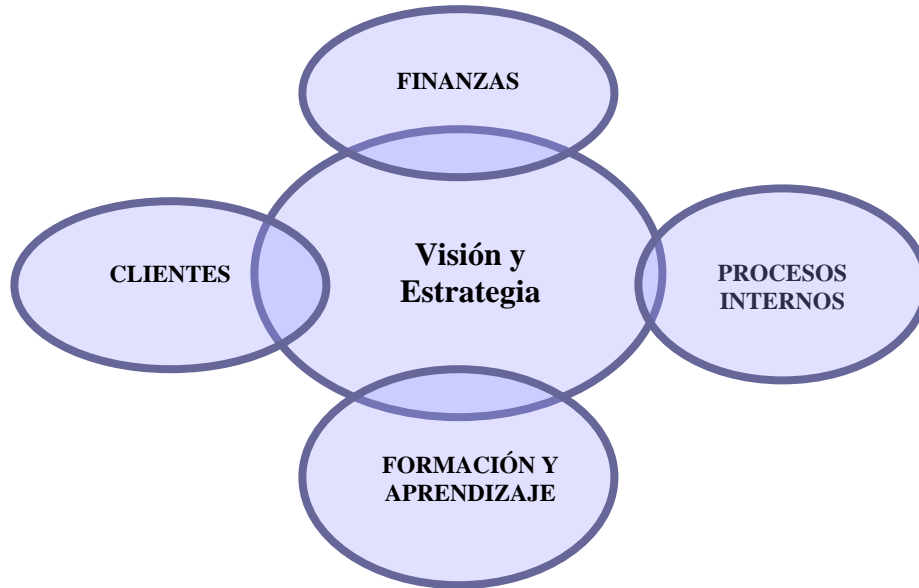 FINANZAS
Visión y
Estrategia
CLIENTES
PROCESOS
INTERNOS
FORMACIÓN Y
APRENDIZAJE